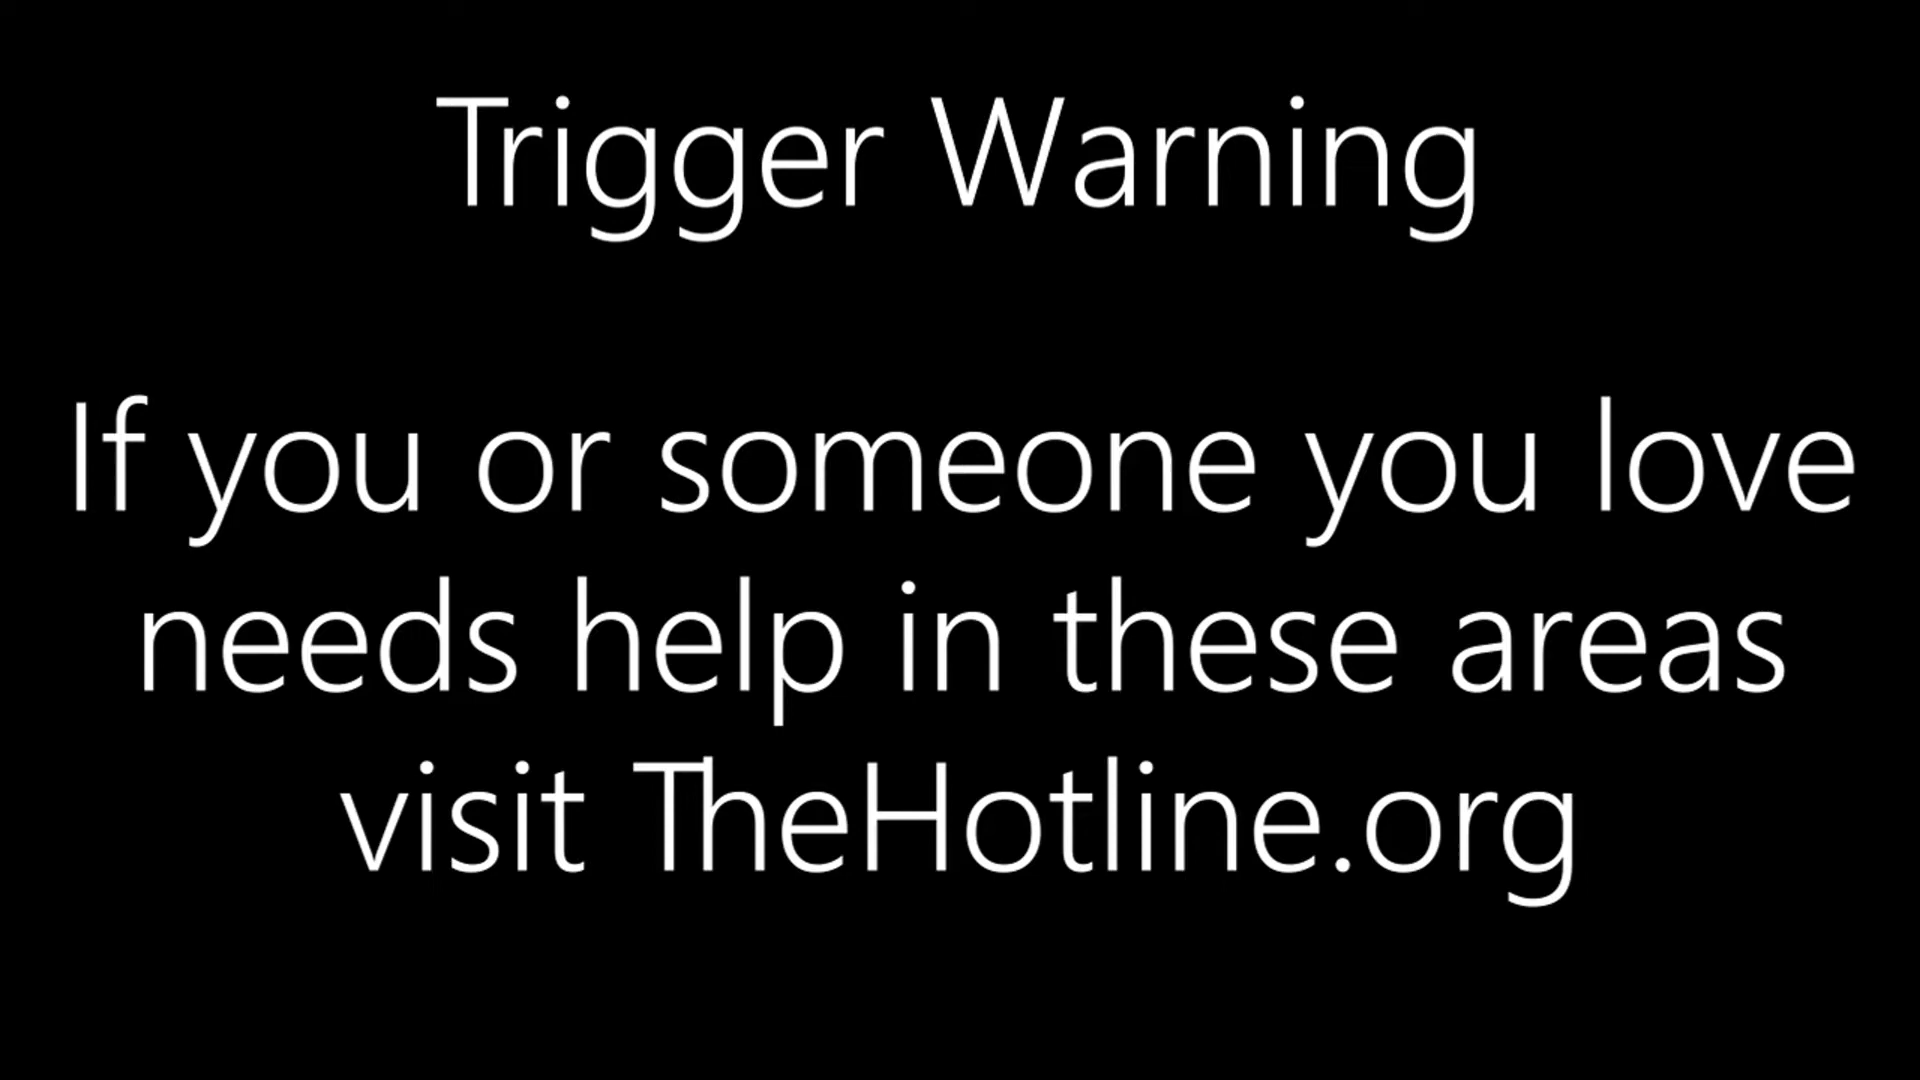 Trigger Warning
If you or someone you love
needs help in these areas
visit TheHotline.org